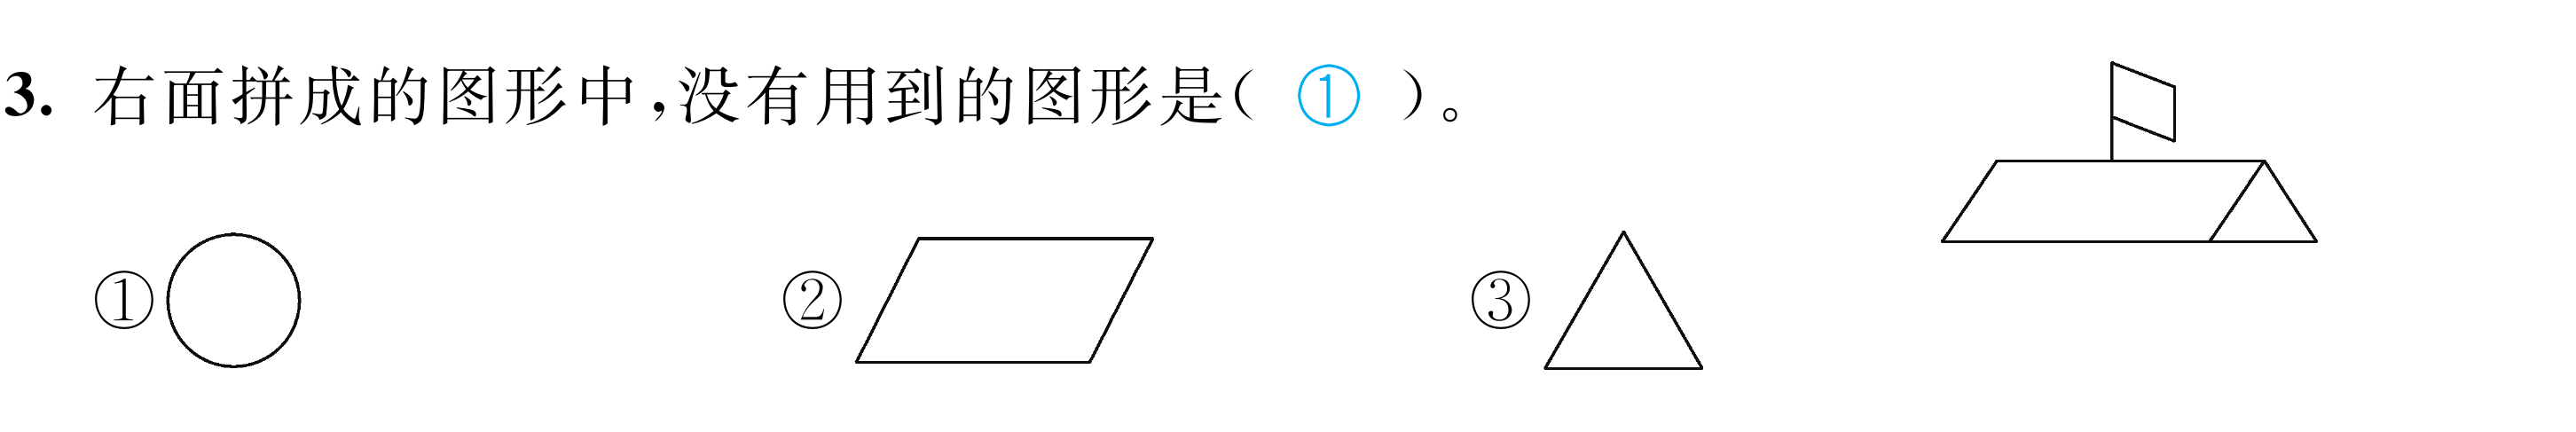 3. 右面拼成的图形中,没有用到的图形是( ① )。
① ② ③